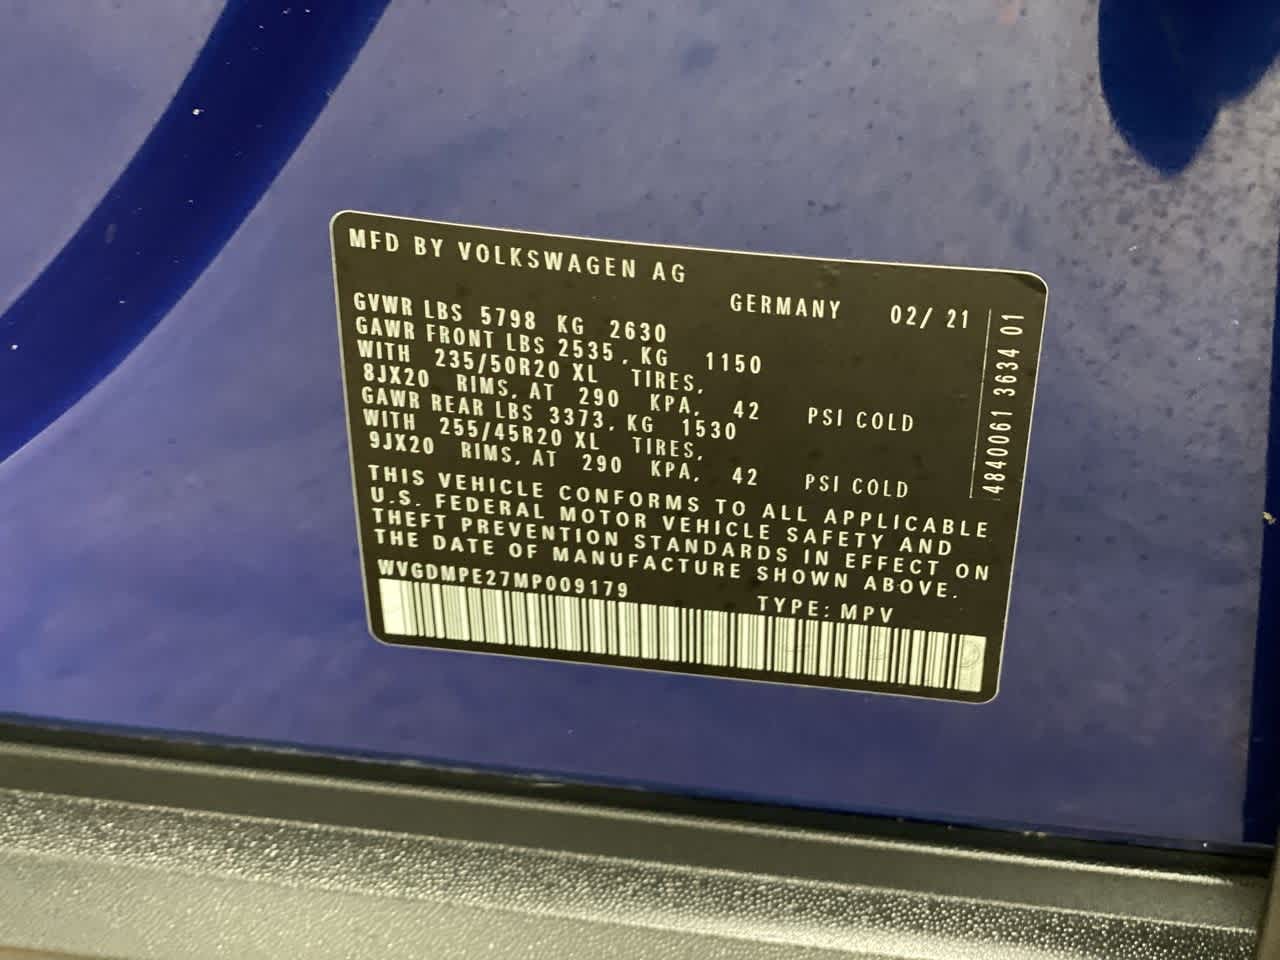 MFD BY VOLKSWAGEN AG
GERMANY 02/ 21
GVWR LBS 5798 KG 2630
GAWR FRONT LBS 2535, KG 1150
WITH 235/50R20 XL TIRES,
8JX20 RIMS, AT 290 KPA, 42 PSI COLD
GAWR REAR LBS 3373, KG 1530
WITH 255/45R20 XL TIRES,
9JX20 RIMS, AT 290 KPA, 42 PSI COLD
THIS VEHICLE CONFORMS TO ALL APPLICABLE
U.S. FEDERAL MOTOR VEHICLE SAFETY AND
THEFT PREVENTION STANDARDS IN EFFECT ON
THE DATE OF MANUFACTURE SHOWN ABOVE.
WVGDMPE27MP009179 TYPE: MPV
4840061 3634 01